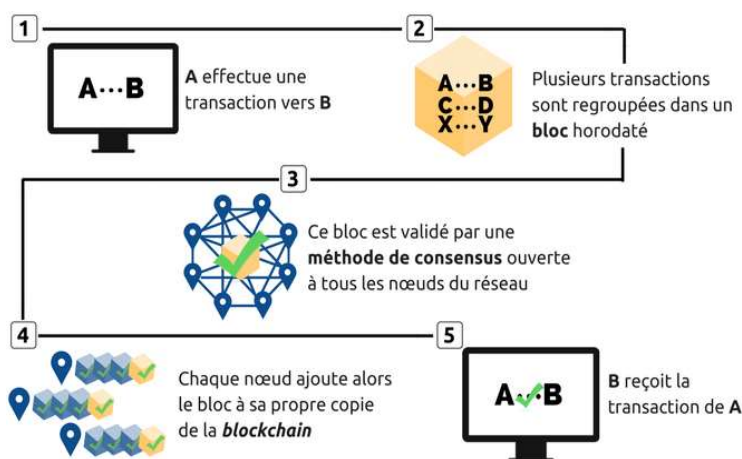 1
A···B
A effectue une
transaction vers B
2
A···B
C···D
X···Y
Plusieurs transactions
sont regroupées dans un
bloc horodaté
3
Ce bloc est validé par une
méthode de consensus ouverte
à tous les nœuds du réseau
4
Chaque nœud ajoute alors
le bloc à sa propre copie
de la blockchain
5
A···B
B reçoit la
transaction de A